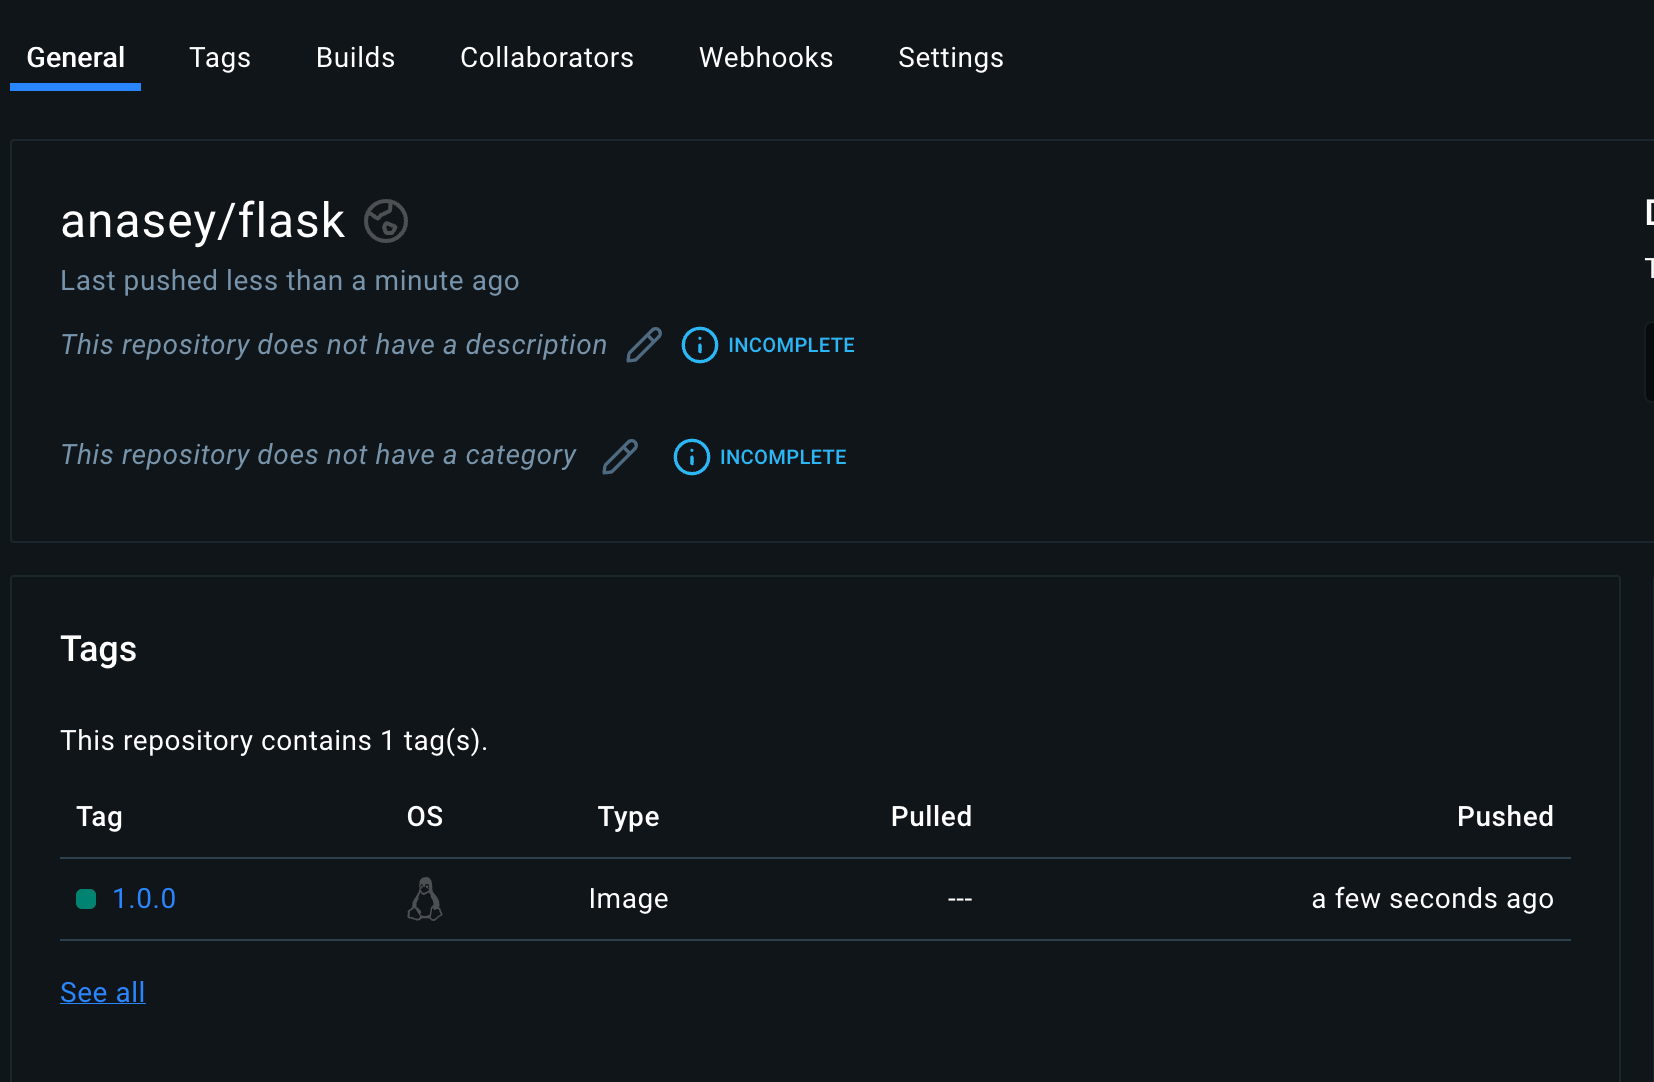 General Tags Builds Collaborators Webhooks Settings
anasey/flask
Last pushed less than a minute ago
This repository does not have a description INCOMPLETE
This repository does not have a category INCOMPLETE
Tags
This repository contains 1 tag(s).
Tag OS Type Pulled Pushed
1.0.0 Image --- a few seconds ago
See all